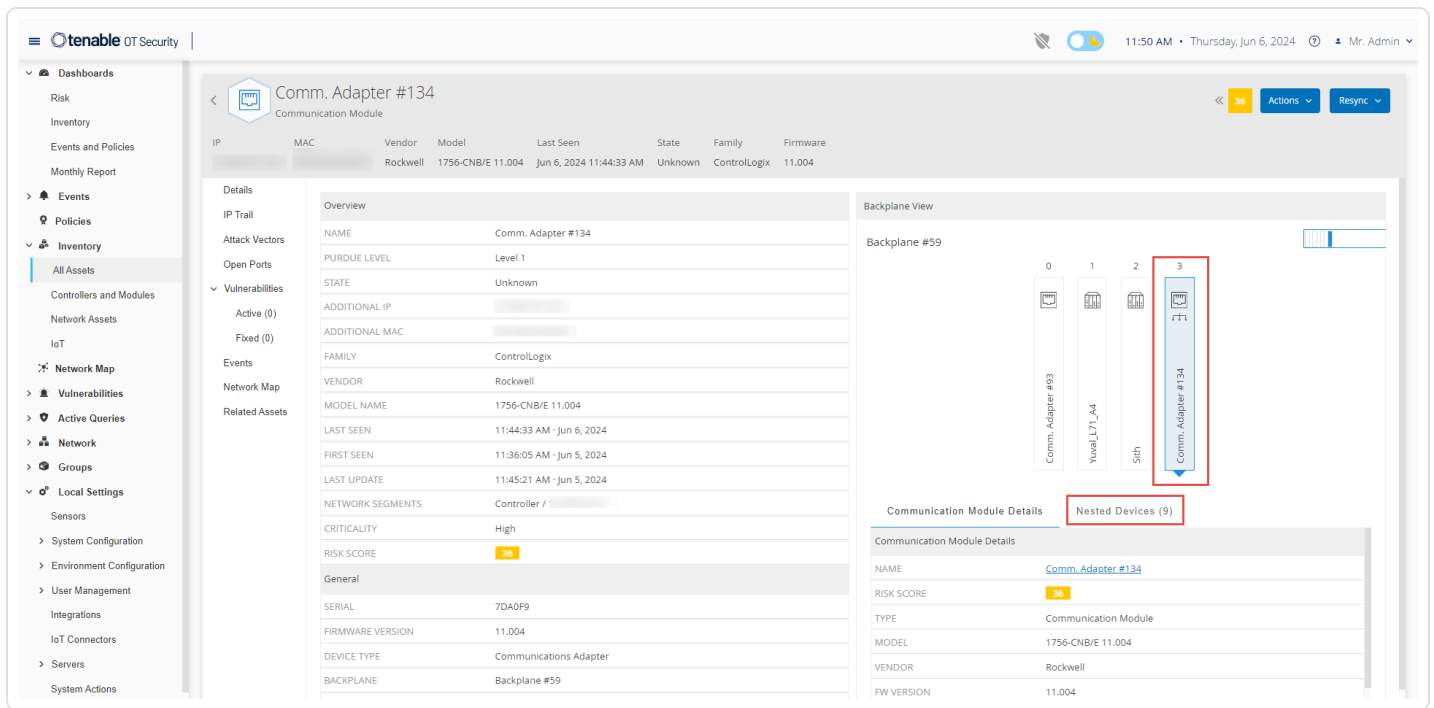 tenable OT Security
11:50 AM • Thursday, Jun 6, 2024 Mr. Admin
Dashboards
Risk
Inventory
Events and Policies
Monthly Report
Events
Policies
Inventory
All Assets
Controllers and Modules
Network Assets
IoT
Network Map
Vulnerabilities
Active Queries
Network
Groups
Local Settings
Sensors
System Configuration
Environment Configuration
User Management
Integrations
IoT Connectors
Servers
System Actions
Comm. Adapter #134
Communication Module
36 Actions Resync
IP MAC Vendor Model Last Seen State Family Firmware
Rockwell 1756-CNB/E 11.004 Jun 6, 2024 11:44:33 AM Unknown ControlLogix 11.004
Details
IP Trail
Attack Vectors
Open Ports
Vulnerabilities
Active (0)
Fixed (0)
Events
Network Map
Related Assets
Overview
NAME Comm. Adapter #134
PURDUE LEVEL Level 1
STATE Unknown
ADDITIONAL IP
ADDITIONAL MAC
FAMILY ControlLogix
VENDOR Rockwell
MODEL NAME 1756-CNB/E 11.004
LAST SEEN 11:44:33 AM · Jun 6, 2024
FIRST SEEN 11:36:05 AM · Jun 5, 2024
LAST UPDATE 11:45:21 AM · Jun 5, 2024
NETWORK SEGMENTS Controller /
CRITICALITY High
RISK SCORE 36
General
SERIAL 7DA0F9
FIRMWARE VERSION 11.004
DEVICE TYPE Communications Adapter
BACKPLANE Backplane #59
Backplane View
Backplane #59
0 1 2 3
Comm. Adapter #93
Yuval_L71_A4
Sith
Comm. Adapter #134
Communication Module Details Nested Devices (9)
Communication Module Details
NAME Comm. Adapter #134
RISK SCORE 36
TYPE Communication Module
MODEL 1756-CNB/E 11.004
VENDOR Rockwell
FW VERSION 11.004